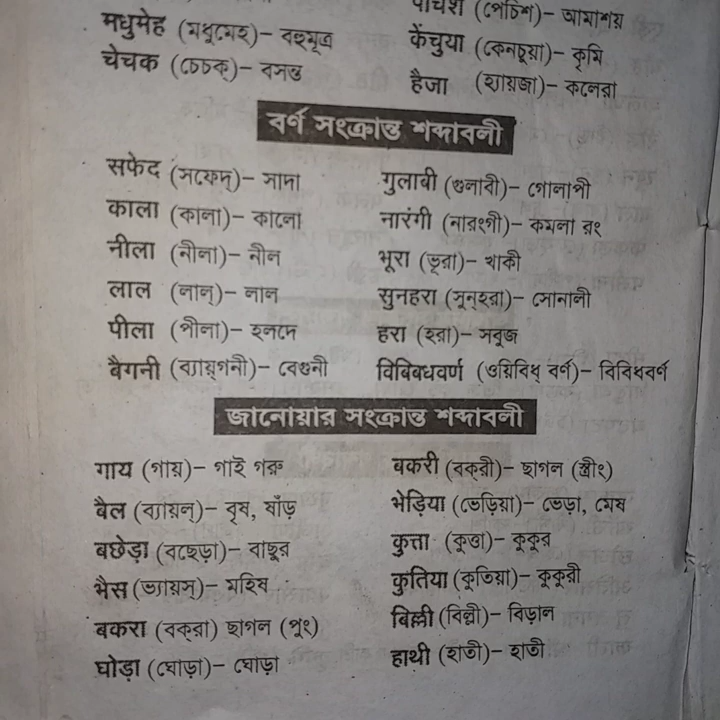 पेचिश (পেচিশ)– আমাশয়
मधुमेह (মধুমেহ)– বহুমূত্র
केंचुया (কেনচুয়া)– কৃমি
चेचक (চেচক্)– বসন্ত
हैजा (হ্যায়জা)– কলেরা
বর্ণ সংক্রান্ত শব্দাবলী
सफेद (সফেদ্)– সাদা
गुलाबी (গুলাবী)– গোলাপী
काला (কালা)– কালো
नारंगी (নারংগী)– কমলা রং
नीला (নীলা)– নীল
भूरा (ভূরা)– খাকী
लाल (লাল্)– লাল
सुनहरा (সুন্হরা)– সোনালী
पीला (পীলা)– হলদে
हरा (হরা)– সবুজ
बैगनी (ব্যায়্গনী)– বেগুনী
विबिबधवर्ण (ওয়িবিধ্ বর্ণ)– বিবিধবর্ণ
জানোয়ার সংক্রান্ত শব্দাবলী
गाय (গায়)– গাই গরু
बकरी (বক্‌রী)– ছাগল (স্ত্রীং)
बैल (ব্যায়ল্)– বৃষ, ষাঁড়
भेड़िया (ভেড়িয়া)– ভেড়া, মেষ
बछेड़ा (বছেড়া)– বাছুর
कुत्ता (কুত্তা)– কুকুর
भैस (ভ্যায়স্)– মহিষ
कुतिया (কুতিয়া)– কুকুরী
बकरा (বক্‌রা) ছাগল (পুং)
बिल्ली (বিল্লী)– বিড়াল
घोड़ा (ঘোড়া)– ঘোড়া
हाथी (হাতী)– হাতী